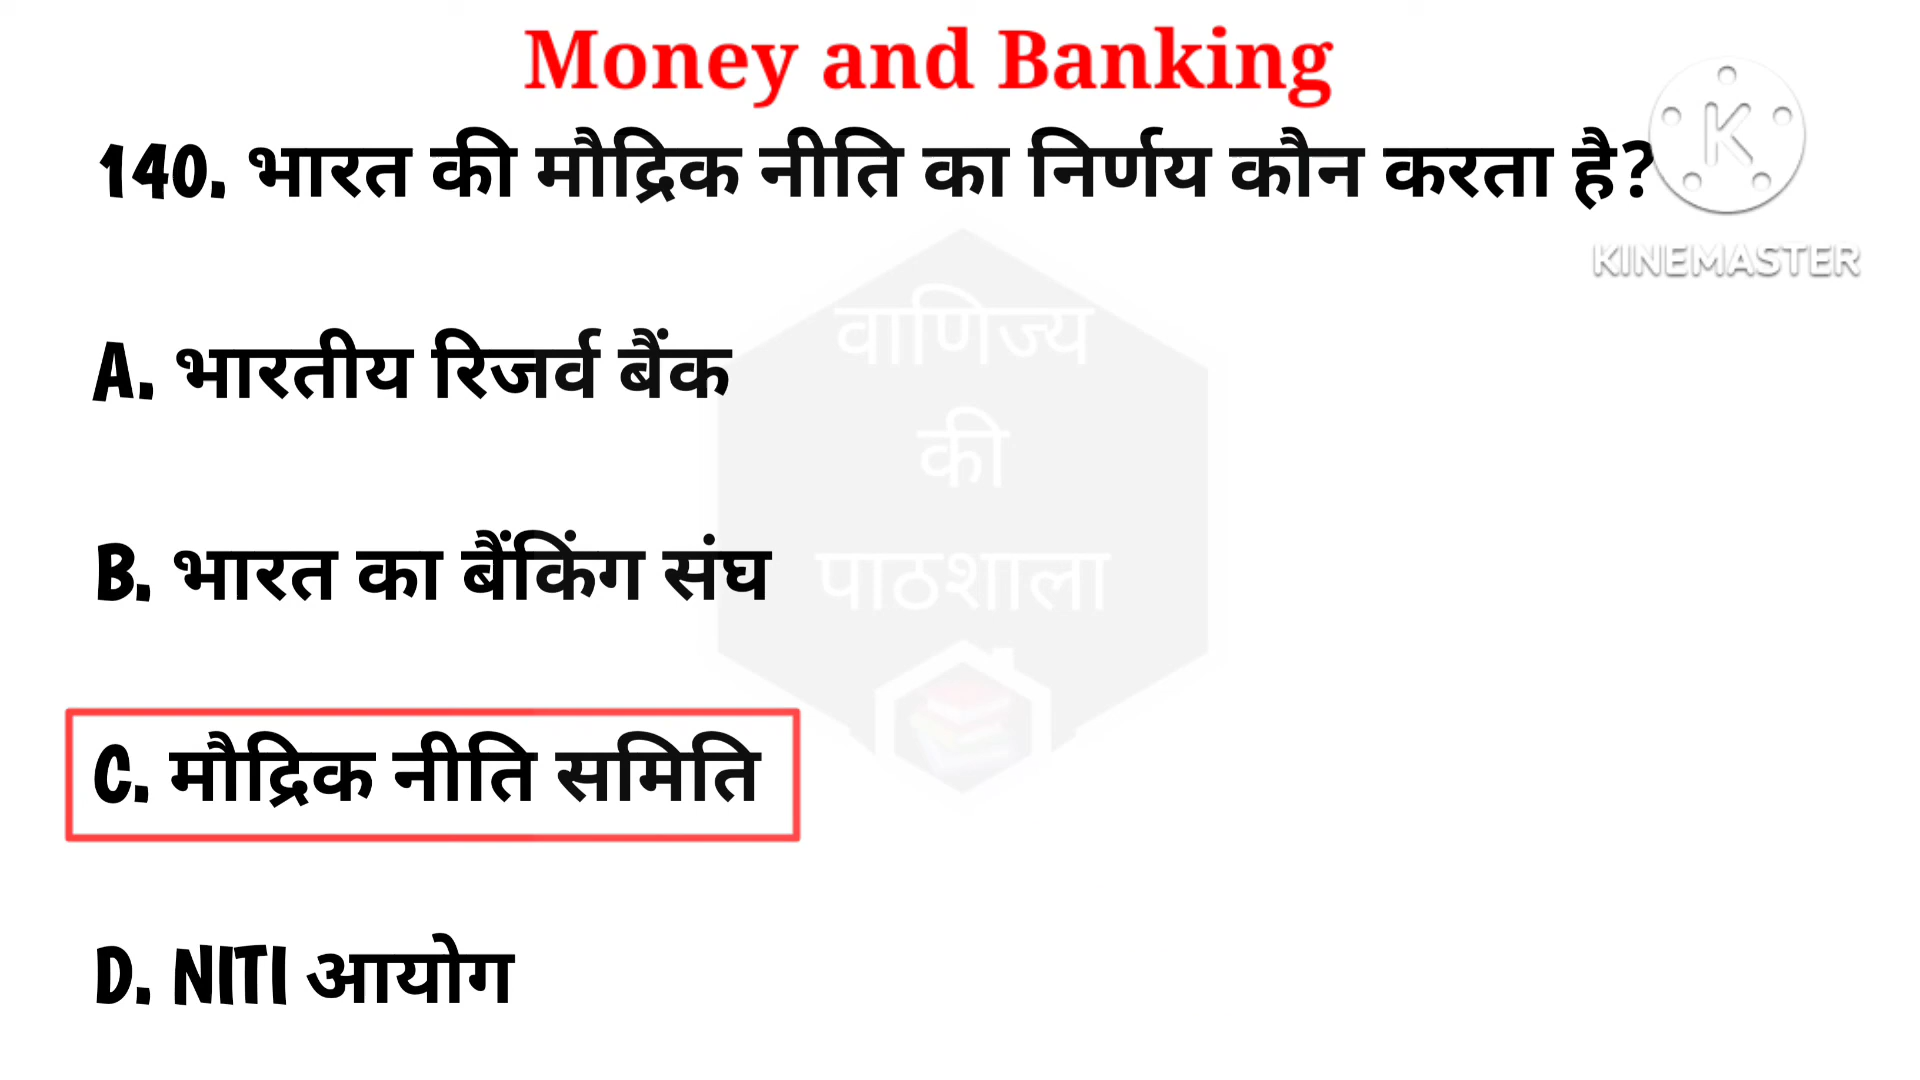 Money and Banking
140. भारत की मौद्रिक नीति का निर्णय कौन करता है?
K
KINEMASTER
वाणिज्य
A. भारतीय रिजर्व बैंक
की
B. भारत का बैंकिंग संघ
पाठशाला
C. मौद्रिक नीति समिति
D. NITI आयोग